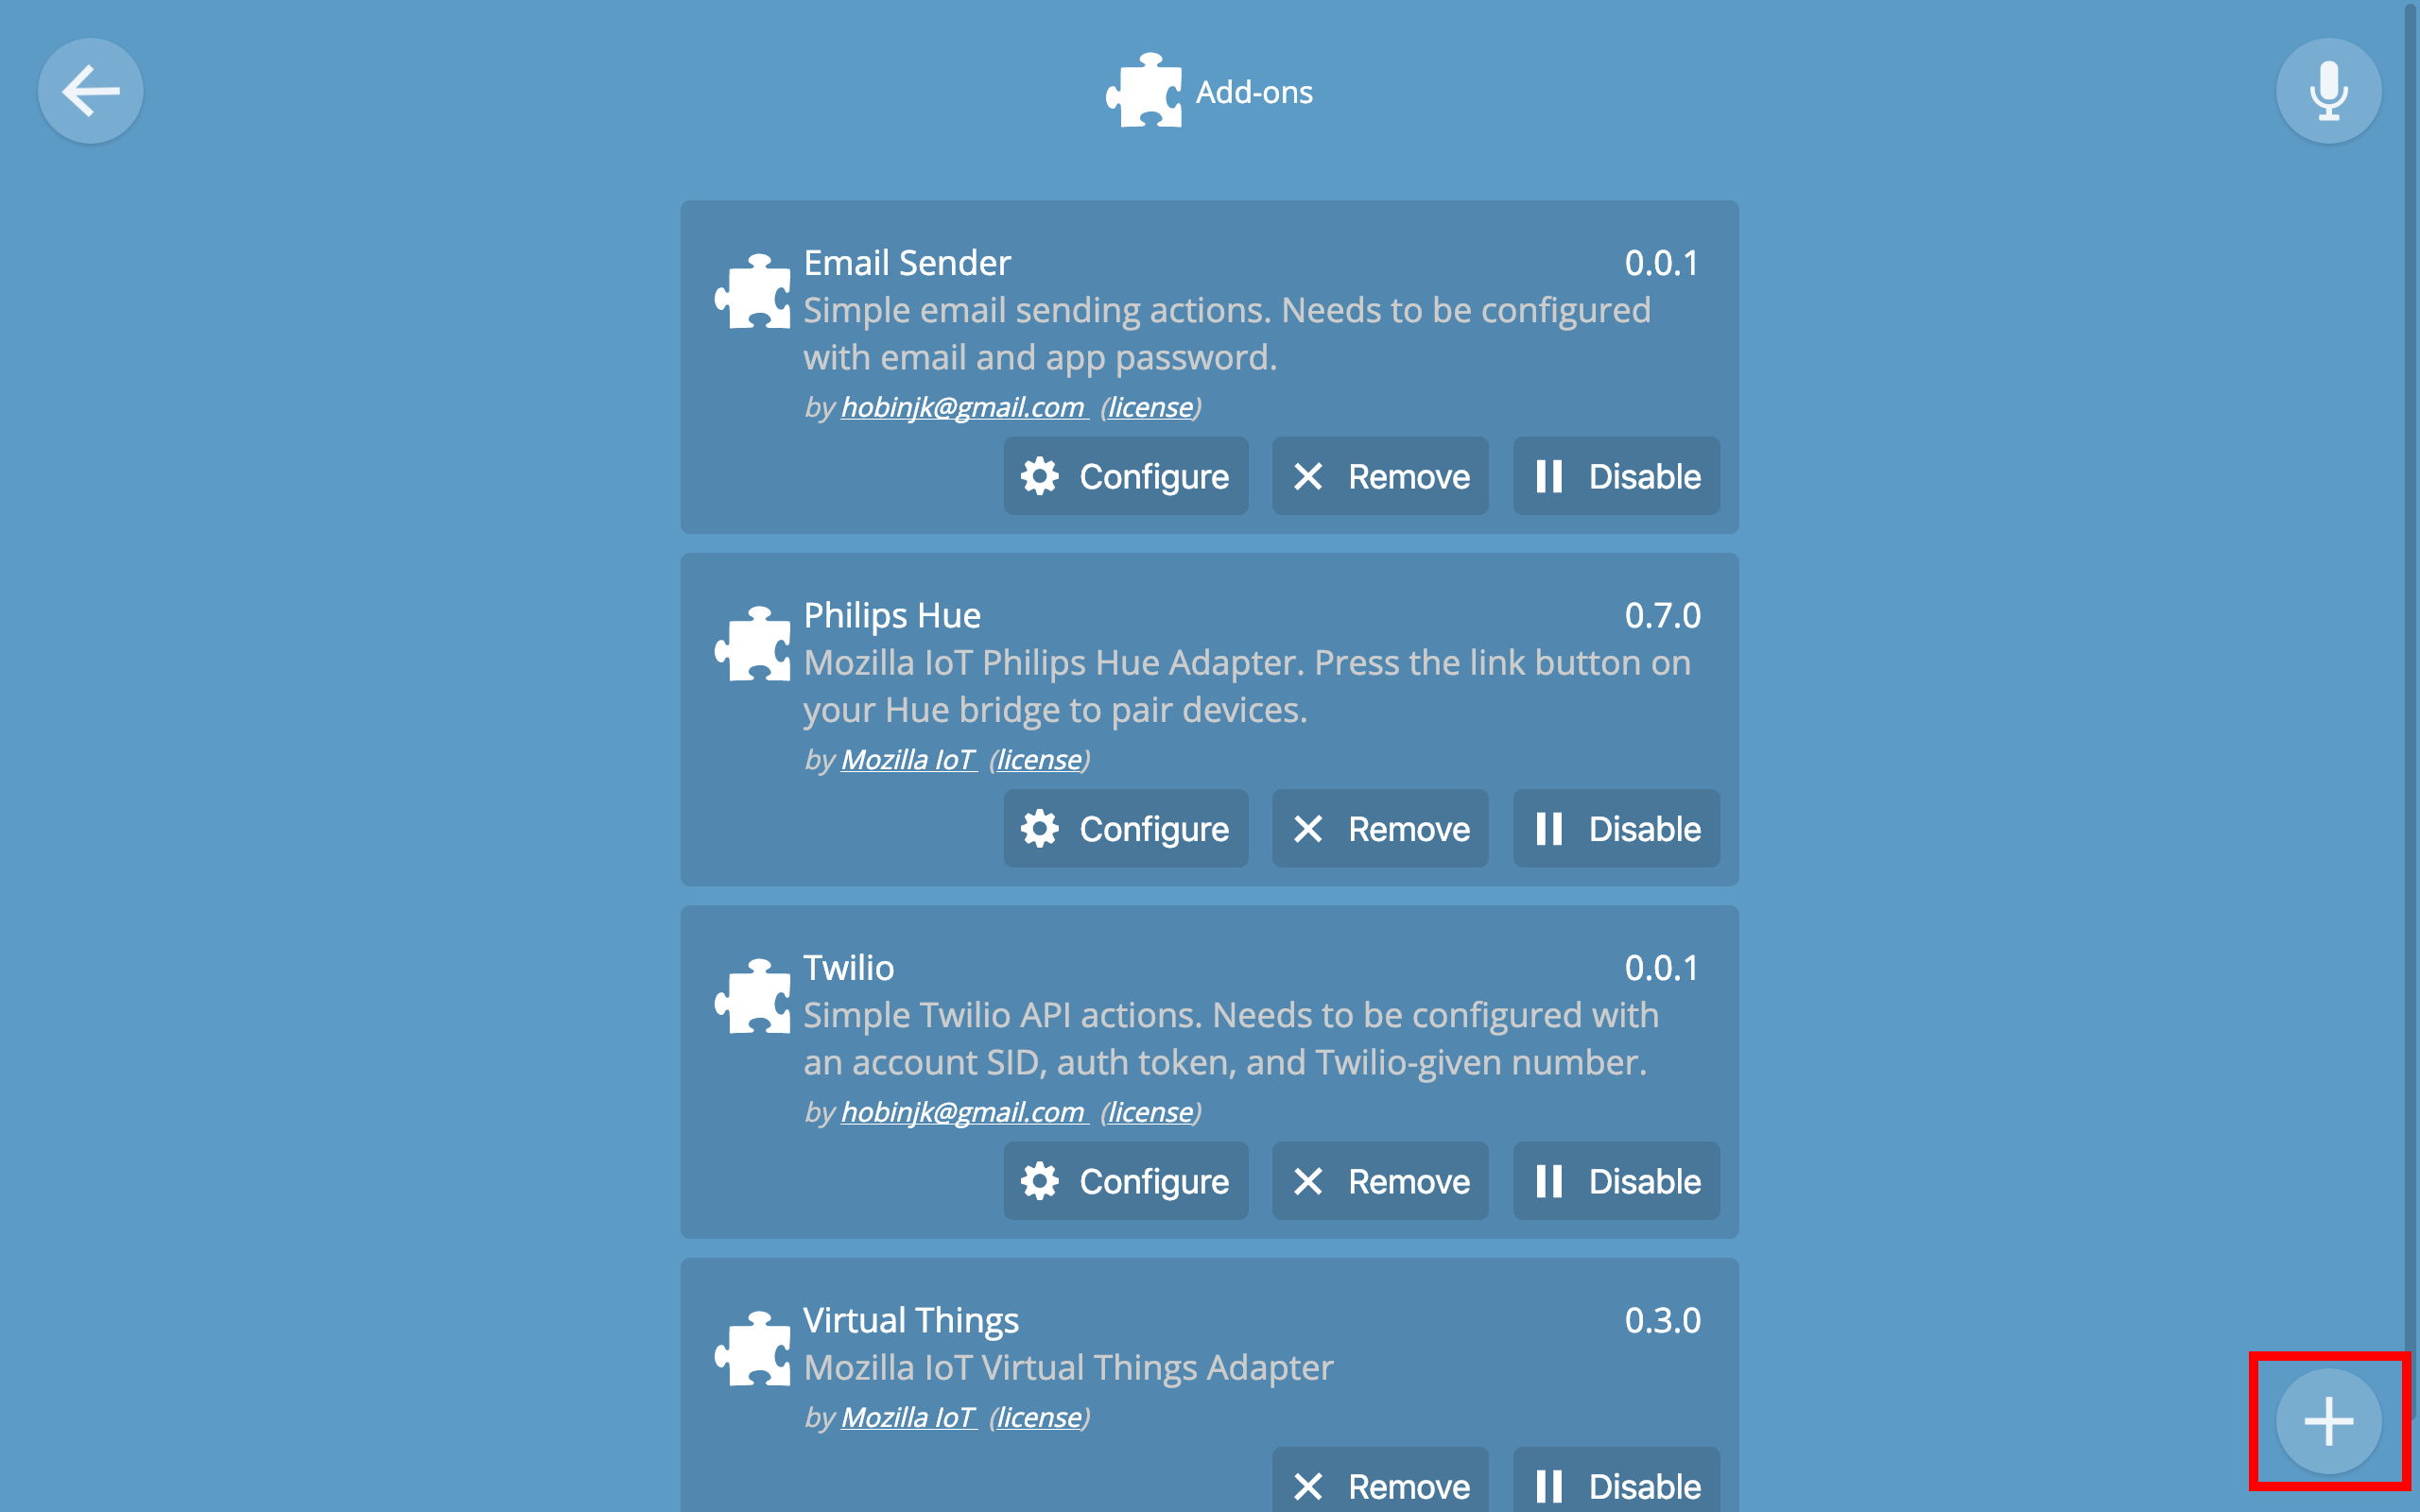 Add-ons
Email Sender 0.0.1
Simple email sending actions. Needs to be configured
with email and app password.
by hobinjk@gmail.com (license)
Configure Remove Disable
Philips Hue 0.7.0
Mozilla IoT Philips Hue Adapter. Press the link button on
your Hue bridge to pair devices.
by Mozilla IoT (license)
Configure Remove Disable
Twilio 0.0.1
Simple Twilio API actions. Needs to be configured with
an account SID, auth token, and Twilio-given number.
by hobinjk@gmail.com (license)
Configure Remove Disable
Virtual Things 0.3.0
Mozilla IoT Virtual Things Adapter
by Mozilla IoT (license)
Remove Disable